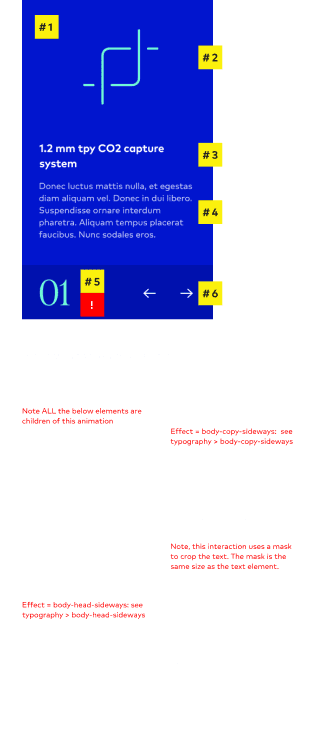 #1
#2
1.2 mm tpy CO2 capture
system
#3
Donec luctus mattis nulla, et egestas
diam aliquam vel. Donec in dui libero.
Suspendisse ornare interdum
pharetra. Aliquam tempus placerat
faucibus. Nunc sodales eros.
#4
01
#5
!
← →
#6
Note ALL the below elements are
children of this animation
Effect = body-copy-sideways: see
typography > body-copy-sideways
Note, this interaction uses a mask
to crop the text. The mask is the
same size as the text element.
Effect = body-head-sideways: see
typography > body-head-sideways